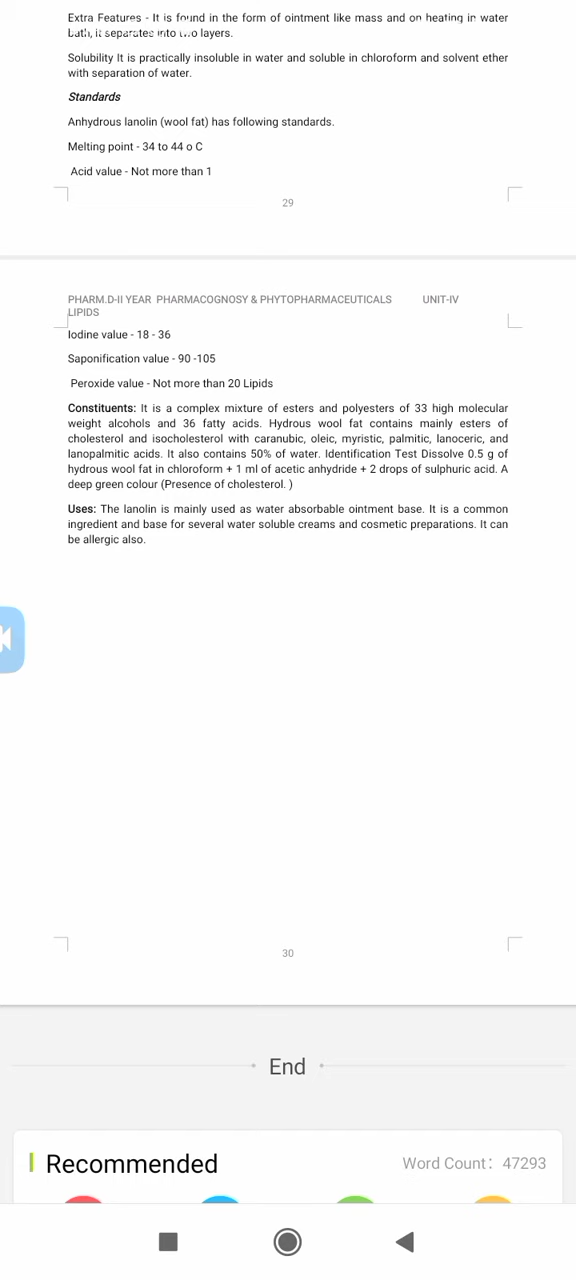 Extra Features - It is found in the form of ointment like mass and on heating in water
bath, it separates into two layers.
Solubility It is practically insoluble in water and soluble in chloroform and solvent ether
with separation of water.
Standards
Anhydrous lanolin (wool fat) has following standards.
Melting point - 34 to 44 o C
Acid value - Not more than 1
29
PHARM.D-II YEAR PHARMACOGNOSY & PHYTOPHARMACEUTICALS UNIT-IV
LIPIDS
Iodine value - 18 - 36
Saponification value - 90 -105
Peroxide value - Not more than 20 Lipids
Constituents: It is a complex mixture of esters and polyesters of 33 high molecular
weight alcohols and 36 fatty acids. Hydrous wool fat contains mainly esters of
cholesterol and isocholesterol with caranubic, oleic, myristic, palmitic, lanoceric, and
lanopalmitic acids. It also contains 50% of water. Identification Test Dissolve 0.5 g of
hydrous wool fat in chloroform + 1 ml of acetic anhydride + 2 drops of sulphuric acid. A
deep green colour (Presence of cholesterol. )
Uses: The lanolin is mainly used as water absorbable ointment base. It is a common
ingredient and base for several water soluble creams and cosmetic preparations. It can
be allergic also.
30
End
Recommended Word Count: 47293